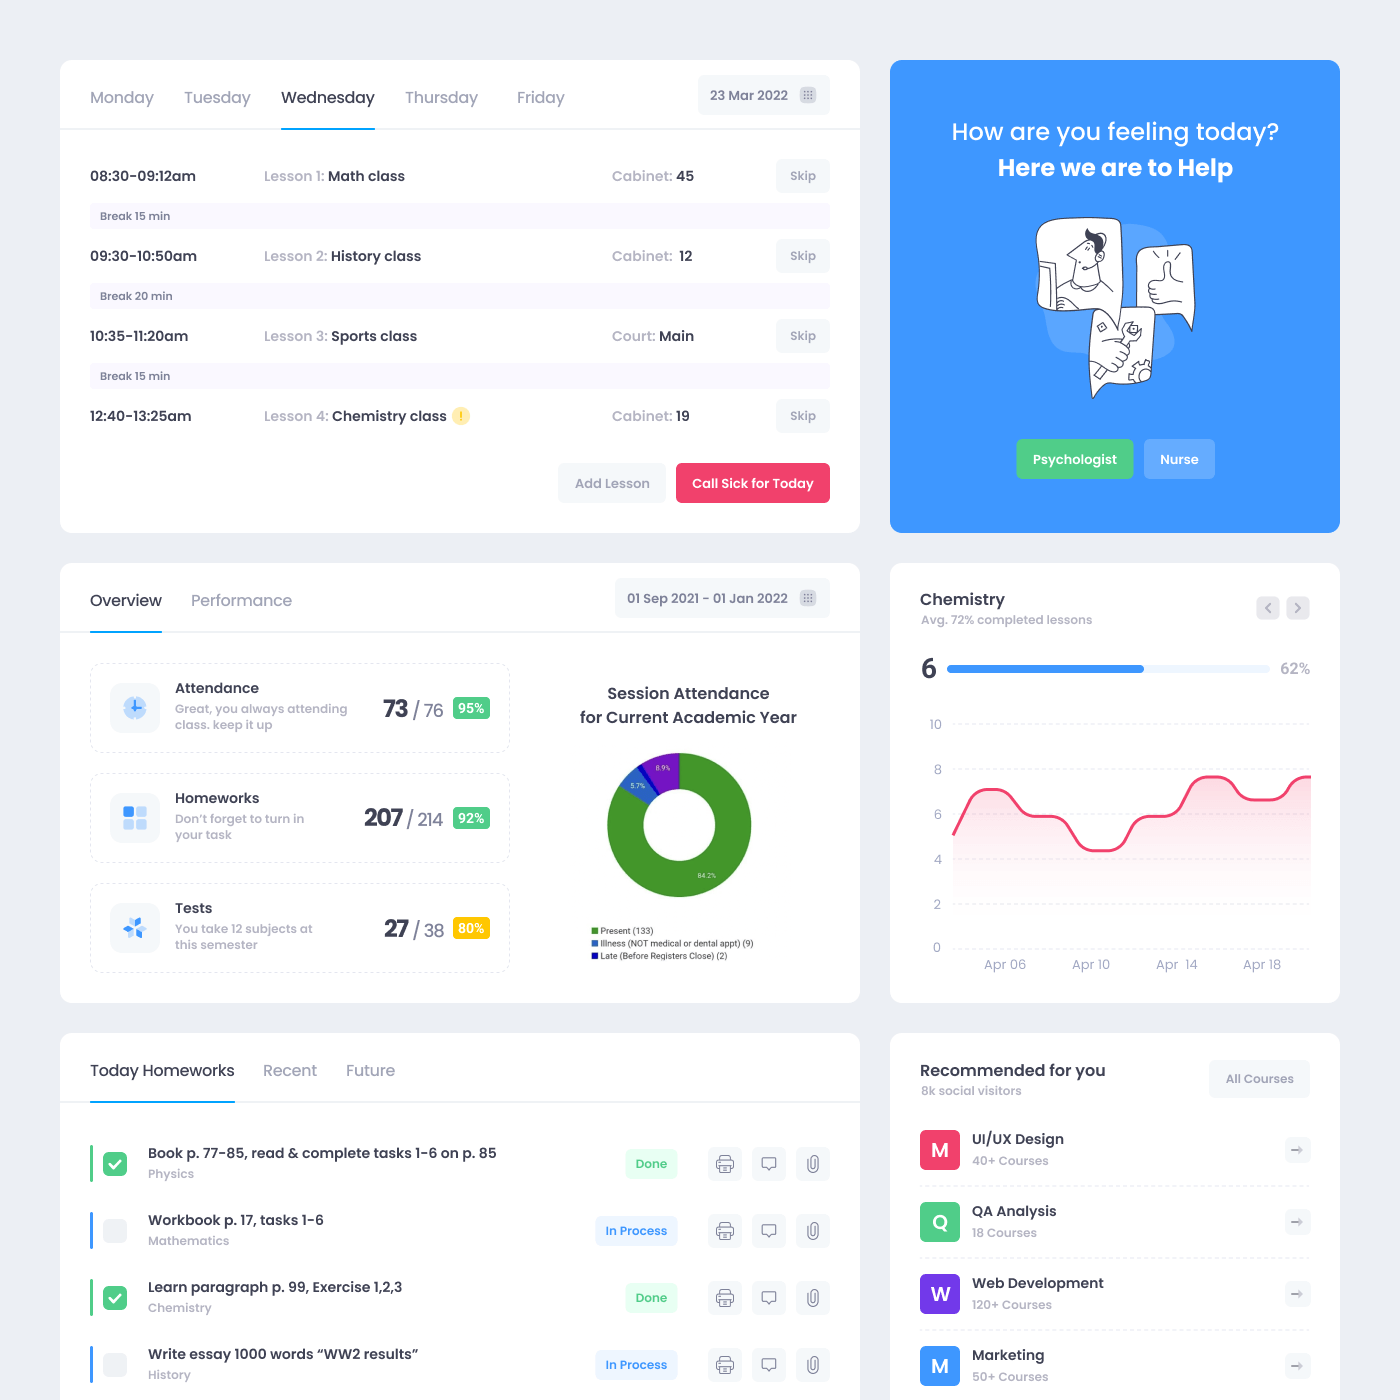 Monday Tuesday Wednesday Thursday Friday 23 Mar 2022
08:30-09:12am Lesson 1: Math class Cabinet: 45 Skip
Break 15 min
09:30-10:50am Lesson 2: History class Cabinet: 12 Skip
Break 20 min
10:35-11:20am Lesson 3: Sports class Court: Main Skip
Break 15 min
12:40-13:25am Lesson 4: Chemistry class ! Cabinet: 19 Skip
Add Lesson Call Sick for Today
How are you feeling today?
Here we are to Help
Psychologist Nurse
Overview Performance 01 Sep 2021 - 01 Jan 2022
Attendance
Great, you always attending
class. keep it up
73 / 76 95%
Homeworks
Don’t forget to turn in
your task
207 / 214 92%
Tests
You take 12 subjects at
this semester
27 / 38 80%
Session Attendance
for Current Academic Year
8.9%
5.7%
84.2%
Present (133)
Illness (NOT medical or dental appt) (9)
Late (Before Registers Close) (2)
Chemistry
Avg. 72% completed lessons
6 62%
10
8
6
4
2
0
Apr 06 Apr 10 Apr 14 Apr 18
Today Homeworks Recent Future
Book p. 77-85, read & complete tasks 1-6 on p. 85
Physics
Done
Workbook p. 17, tasks 1-6
Mathematics
In Process
Learn paragraph p. 99, Exercise 1,2,3
Chemistry
Done
Write essay 1000 words “WW2 results”
History
In Process
Recommended for you
8k social visitors
All Courses
M UI/UX Design
40+ Courses
Q QA Analysis
18 Courses
W Web Development
120+ Courses
M Marketing
50+ Courses